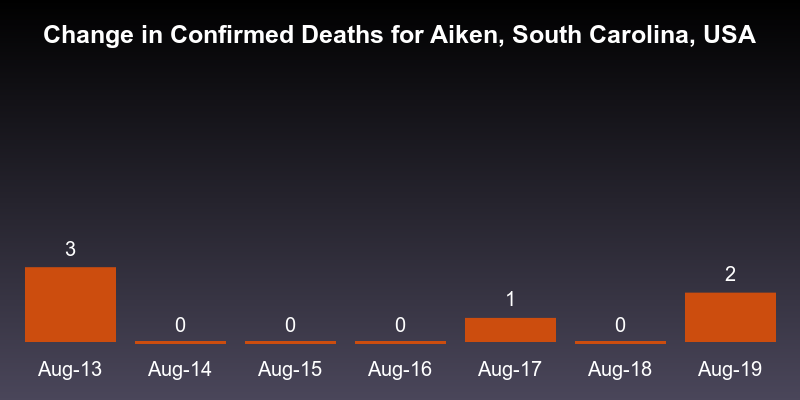 Change in Confirmed Deaths for Aiken, South Carolina, USA
3
2
1
0 0 0 0
Aug-13 Aug-14 Aug-15 Aug-16 Aug-17 Aug-18 Aug-19